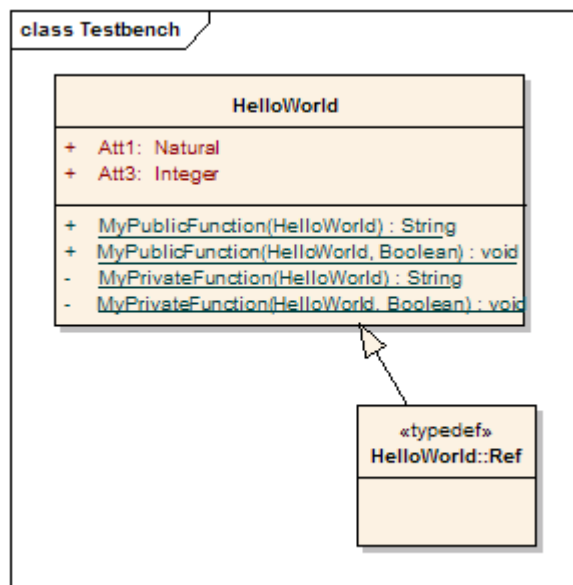 class Testbench
HelloWorld
+ Att1: Natural
+ Att3: Integer
+ MyPublicFunction(HelloWorld) : String
+ MyPublicFunction(HelloWorld, Boolean) : void
- MyPrivateFunction(HelloWorld) : String
- MyPrivateFunction(HelloWorld, Boolean) : void
«typedef»
HelloWorld::Ref